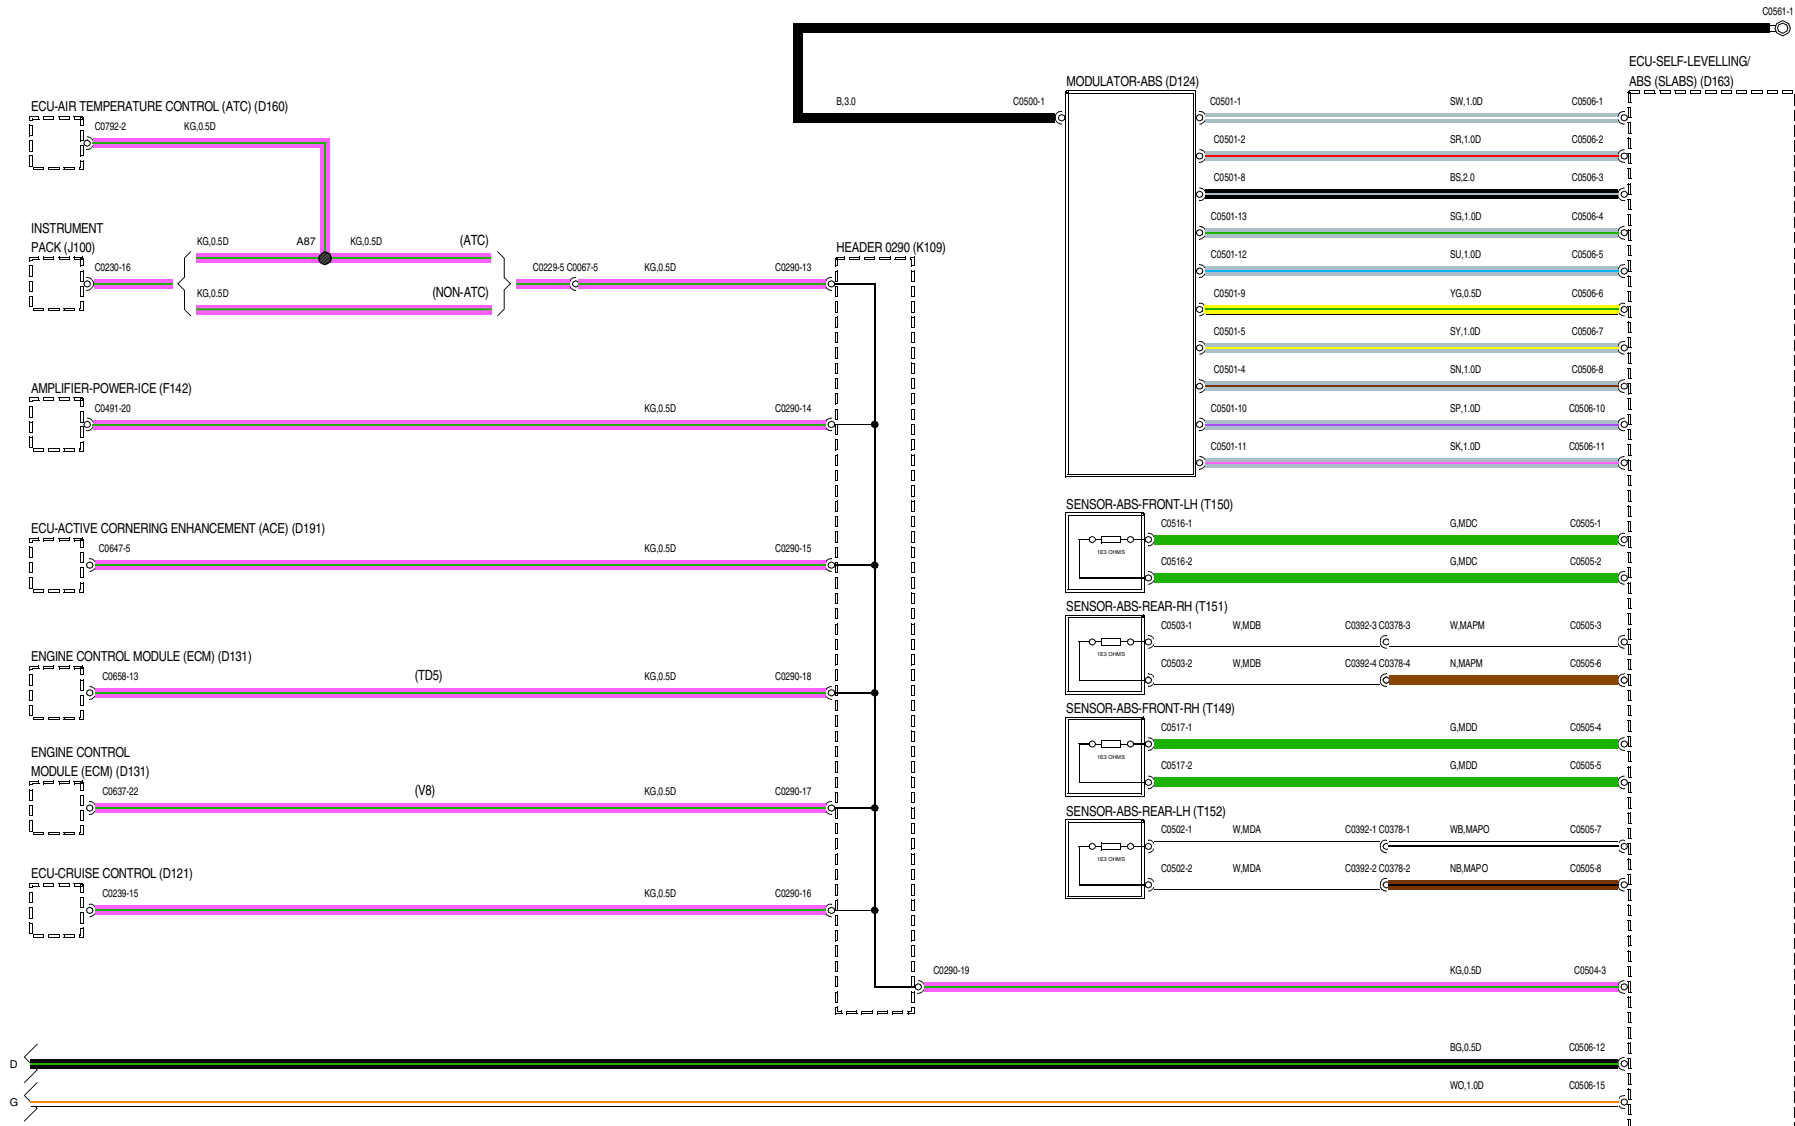 C0561-1
ECU-SELF-LEVELLING/
ABS (SLABS) (D163)
B,3.0
C0500-1
MODULATOR-ABS (D124)
C0501-1 SW,1.0D C0506-1
C0501-2 SR,1.0D C0506-2
C0501-8 BS,2.0 C0506-3
C0501-13 SG,1.0D C0506-4
C0501-12 SU,1.0D C0506-5
C0501-9 YG,0.5D C0506-6
C0501-5 SY,1.0D C0506-7
C0501-4 SN,1.0D C0506-8
C0501-10 SP,1.0D C0506-10
C0501-11 SK,1.0D C0506-11
ECU-AIR TEMPERATURE CONTROL (ATC) (D160)
C0792-2 KG,0.5D
INSTRUMENT
PACK (J100)
C0230-16
KG,0.5D A87 KG,0.5D (ATC)
KG,0.5D (NON-ATC)
C0229-5 C0067-5 KG,0.5D C0290-13
HEADER 0290 (K109)
AMPLIFIER-POWER-ICE (F142)
C0491-20 KG,0.5D C0290-14
ECU-ACTIVE CORNERING ENHANCEMENT (ACE) (D191)
C0647-5 KG,0.5D C0290-15
ENGINE CONTROL MODULE (ECM) (D131)
C0658-13 (TD5) KG,0.5D C0290-18
ENGINE CONTROL
MODULE (ECM) (D131)
C0637-22 (V8) KG,0.5D C0290-17
ECU-CRUISE CONTROL (D121)
C0239-15 KG,0.5D C0290-16
SENSOR-ABS-FRONT-LH (T150)
C0516-1 G,MDC C0505-1
1E3 OHMS
C0516-2 G,MDC C0505-2
SENSOR-ABS-REAR-RH (T151)
C0503-1 W,MDB C0392-3 C0378-3 W,MAPM C0505-3
1E3 OHMS
C0503-2 W,MDB C0392-4 C0378-4 N,MAPM C0505-6
SENSOR-ABS-FRONT-RH (T149)
C0517-1 G,MDD C0505-4
1E3 OHMS
C0517-2 G,MDD C0505-5
SENSOR-ABS-REAR-LH (T152)
C0502-1 W,MDA C0392-1 C0378-1 WB,MAPO C0505-7
1E3 OHMS
C0502-2 W,MDA C0392-2 C0378-2 NB,MAPO C0505-8
C0290-19 KG,0.5D C0504-3
D BG,0.5D C0506-12
G WO,1.0D C0506-15